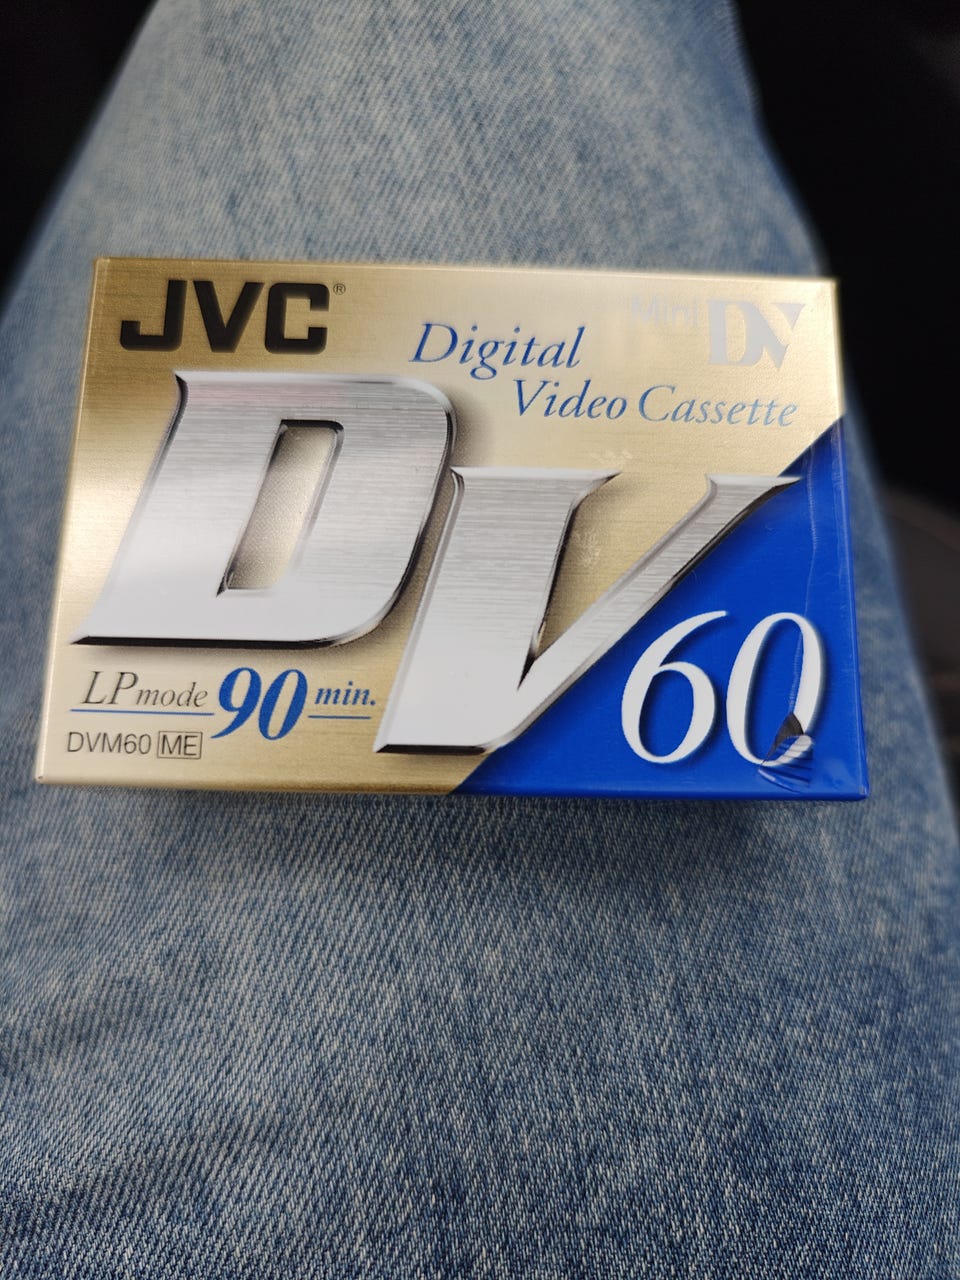 JVC®
Mini DV
Digital
Video Cassette
DV
60
LP mode 90 min.
DVM60 ME